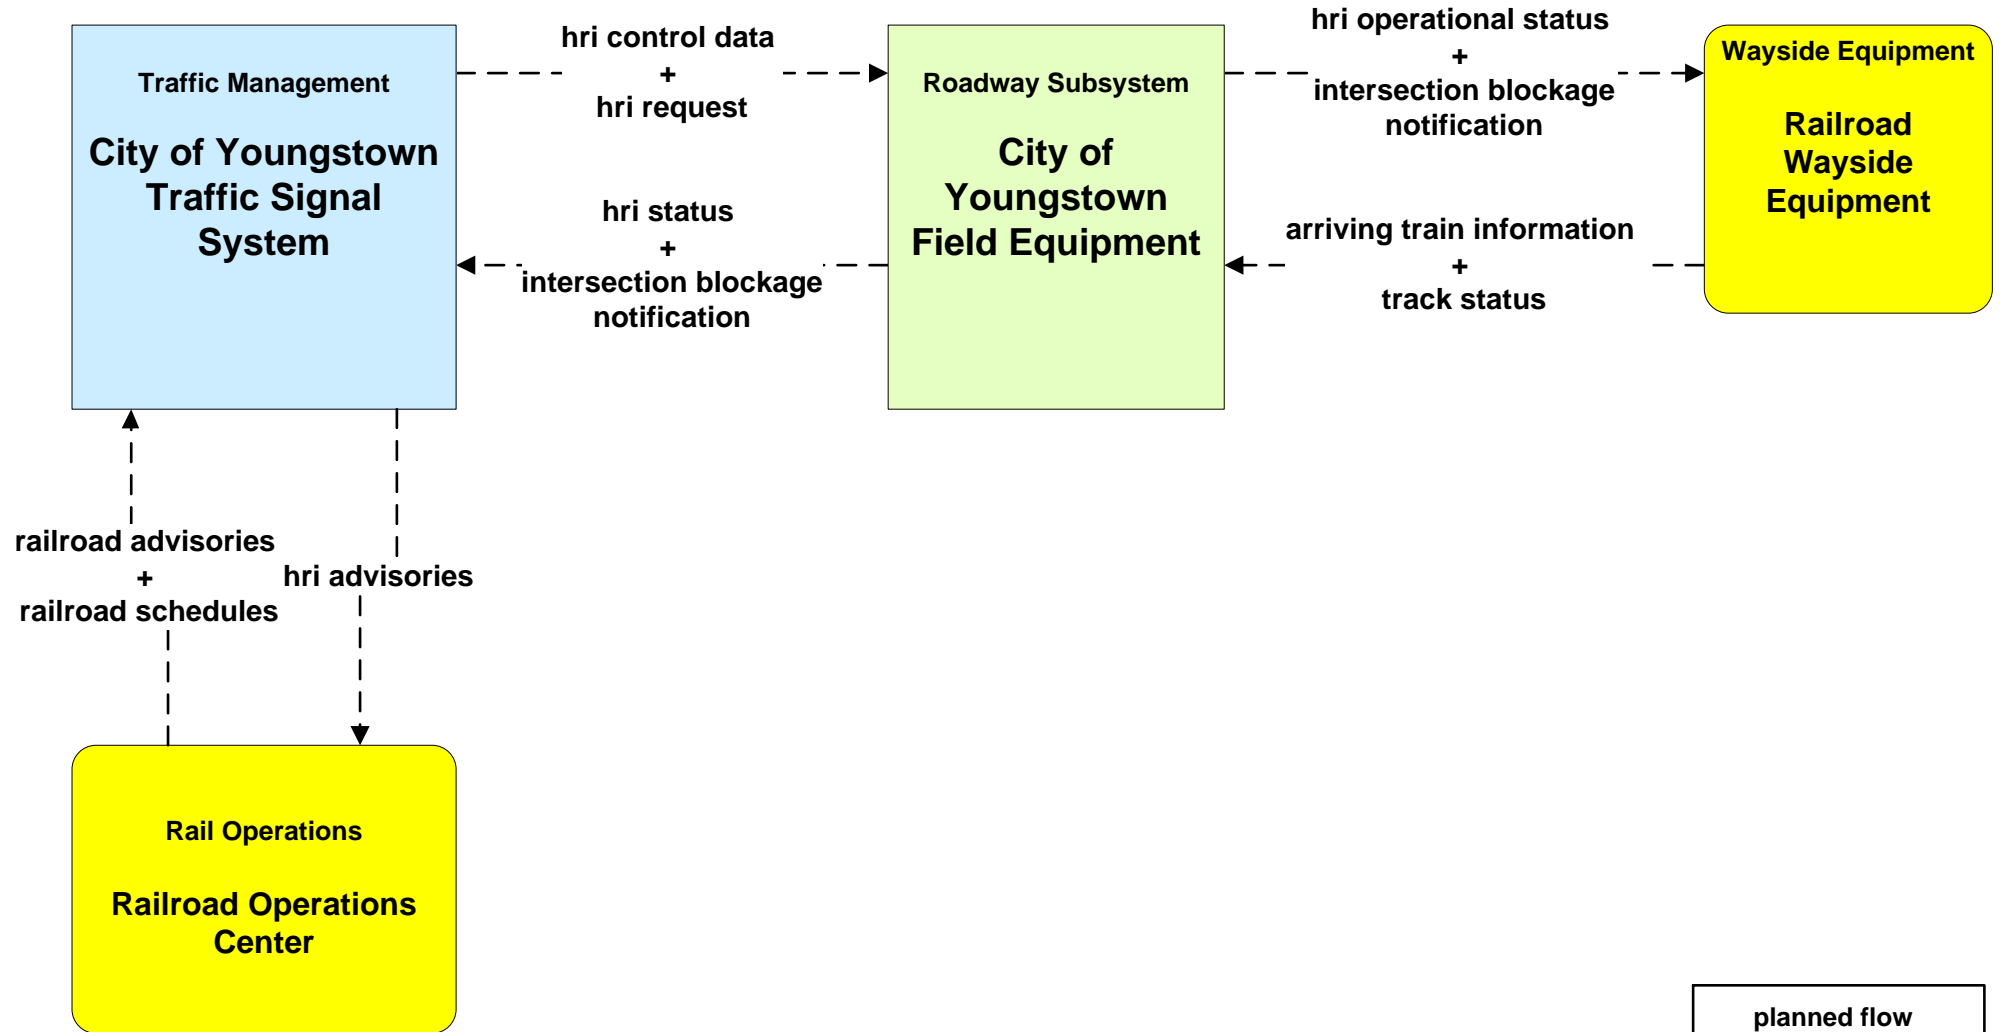 Traffic Management
City of Youngstown
Traffic Signal
System
hri control data
+
hri request
hri status
+
intersection blockage
notification
Roadway Subsystem
City of
Youngstown
Field Equipment
hri operational status
+
intersection blockage
notification
arriving train information
+
track status
Wayside Equipment
Railroad
Wayside
Equipment
railroad advisories
+
railroad schedules
hri advisories
Rail Operations
Railroad Operations
Center
planned flow